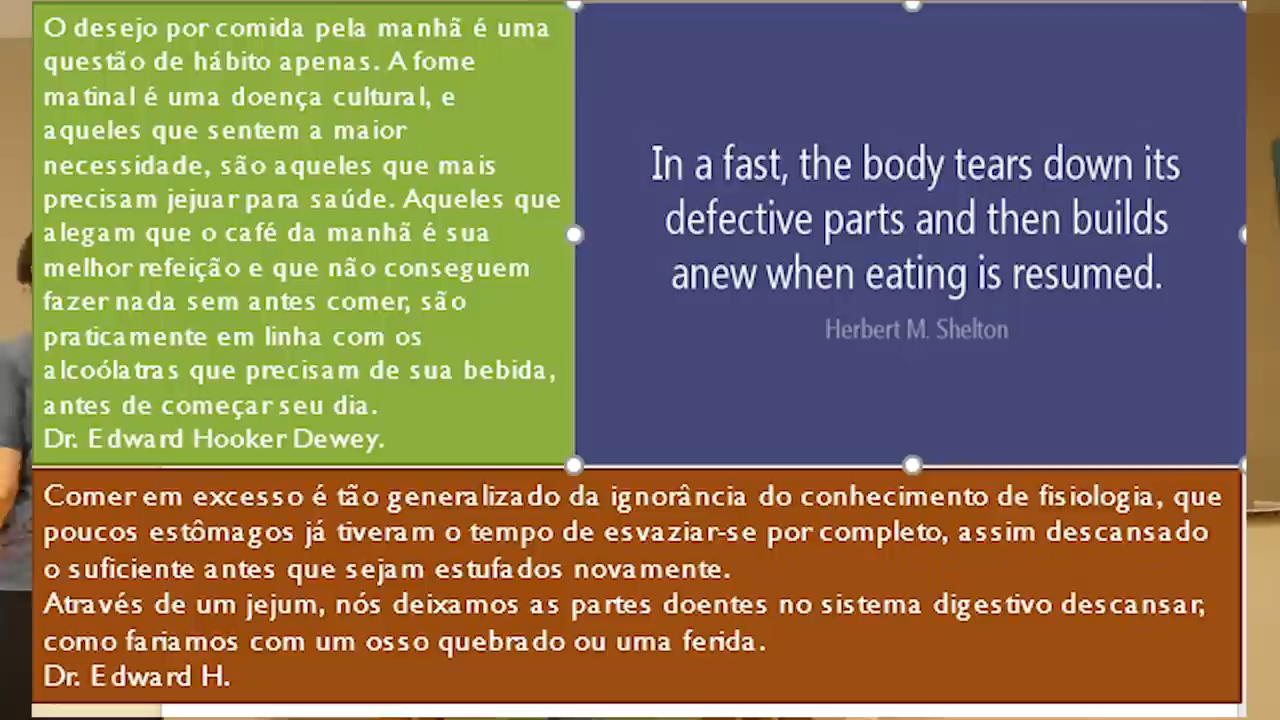 O desejo por comida pela manhã é uma
questão de hábito apenas. A fome
matinal é uma doença cultural, e
aqueles que sentem a maior
necessidade, são aqueles que mais
precisam jejuar para saúde. Aqueles que
alegam que o café da manhã é sua
melhor refeição e que não conseguem
fazer nada sem antes comer, são
praticamente em linha com os
alcoólatras que precisam de sua bebida,
antes de começar seu dia.
Dr. Edward Hooker Dewey.
In a fast, the body tears down its
defective parts and then builds
anew when eating is resumed.
Herbert M. Shelton
Comer em excesso é tão generalizado da ignorância do conhecimento de fisiologia, que
poucos estômagos já tiveram o tempo de esvaziar-se por completo, assim descansado
o suficiente antes que sejam estufados novamente.
Através de um jejum, nós deixamos as partes doentes no sistema digestivo descansar,
como fariamos com um osso quebrado ou uma ferida.
Dr. Edward H.